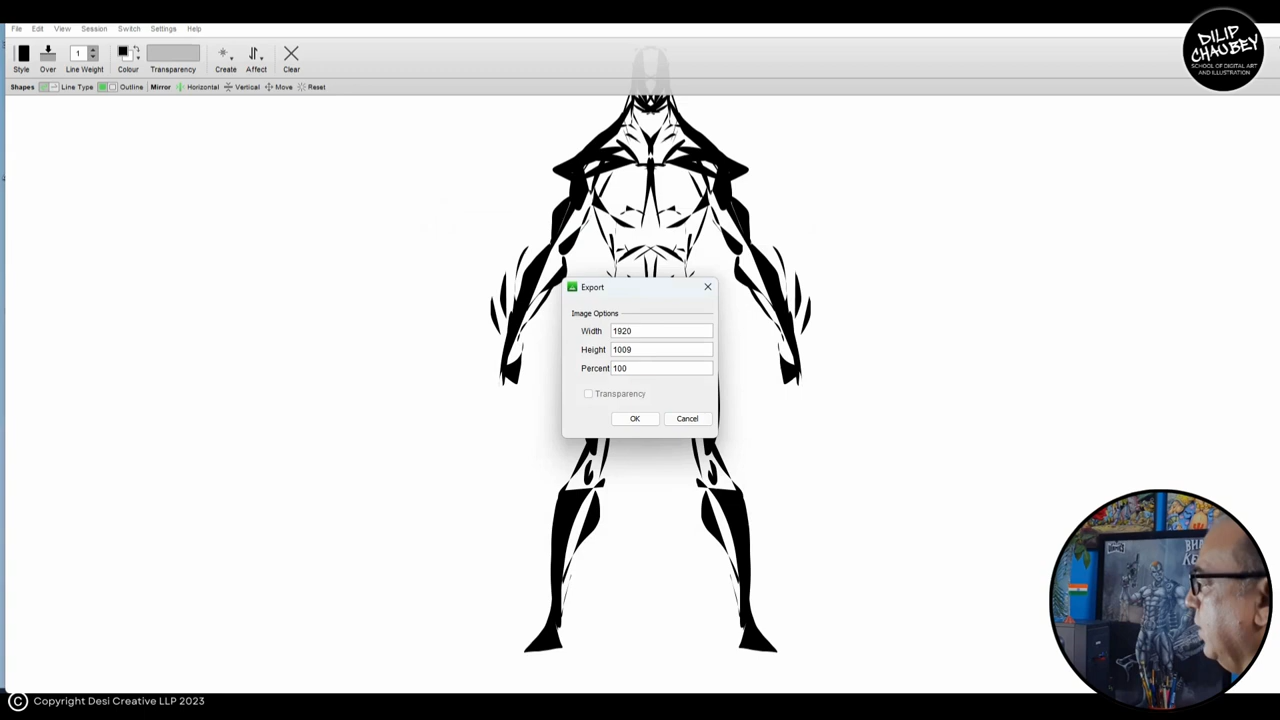 File Edit View Session Switch Settings Help
DILIP
CHAUBEY
SCHOOL OF DIGITAL ART
AND ILLUSTRATION
1
Style Over Line Weight Colour Transparency Create Affect Clear
Shapes Line Type Outline Mirror Horizontal Vertical Move Reset
Export
Image Options
Width 1920
Height 1009
Percent 100
Transparency
OK Cancel
© Copyright Desi Creative LLP 2023